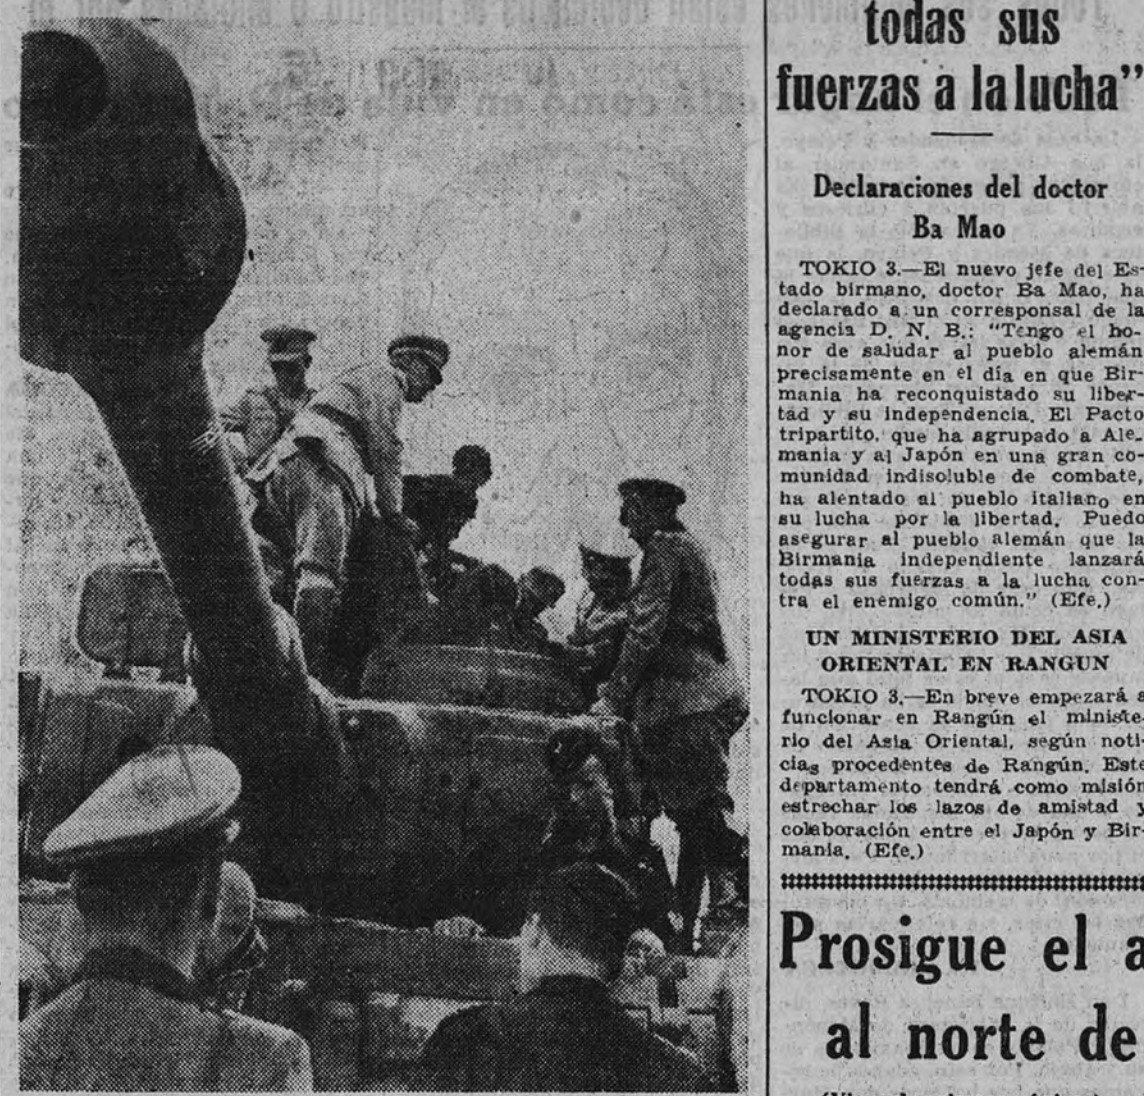 todas sus
fuerzas a la lucha"
Declaraciones del doctor
Ba Mao
TOKIO 3.—El nuevo jefe del Es-
tado birmano, doctor Ba Mao, ha
declarado a un corresponsal de la
agencia D. N. B.: "Tengo el ho-
nor de saludar al pueblo alemán
precisamente en el día en que Bir-
mania ha reconquistado su liber-
tad y su independencia. El Pacto
tripartito, que ha agrupado a Ale-
mania y al Japón en una gran co-
munidad indisoluble de combate,
ha alentado al pueblo italiano en
su lucha por la libertad. Puedo
asegurar al pueblo alemán que la
Birmania independiente lanzará
todas sus fuerzas a la lucha con-
tra el enemigo común." (Efe.)
UN MINISTERIO DEL ASIA
ORIENTAL EN RANGUN
TOKIO 3.—En breve empezará a
funcionar en Rangún el ministe-
rio del Asia Oriental, según noti-
cias procedentes de Rangún. Este
departamento tendrá como misión
estrechar los lazos de amistad y
colaboración entre el Japón y Bir-
mania. (Efe.)
Prosigue el a
al norte de